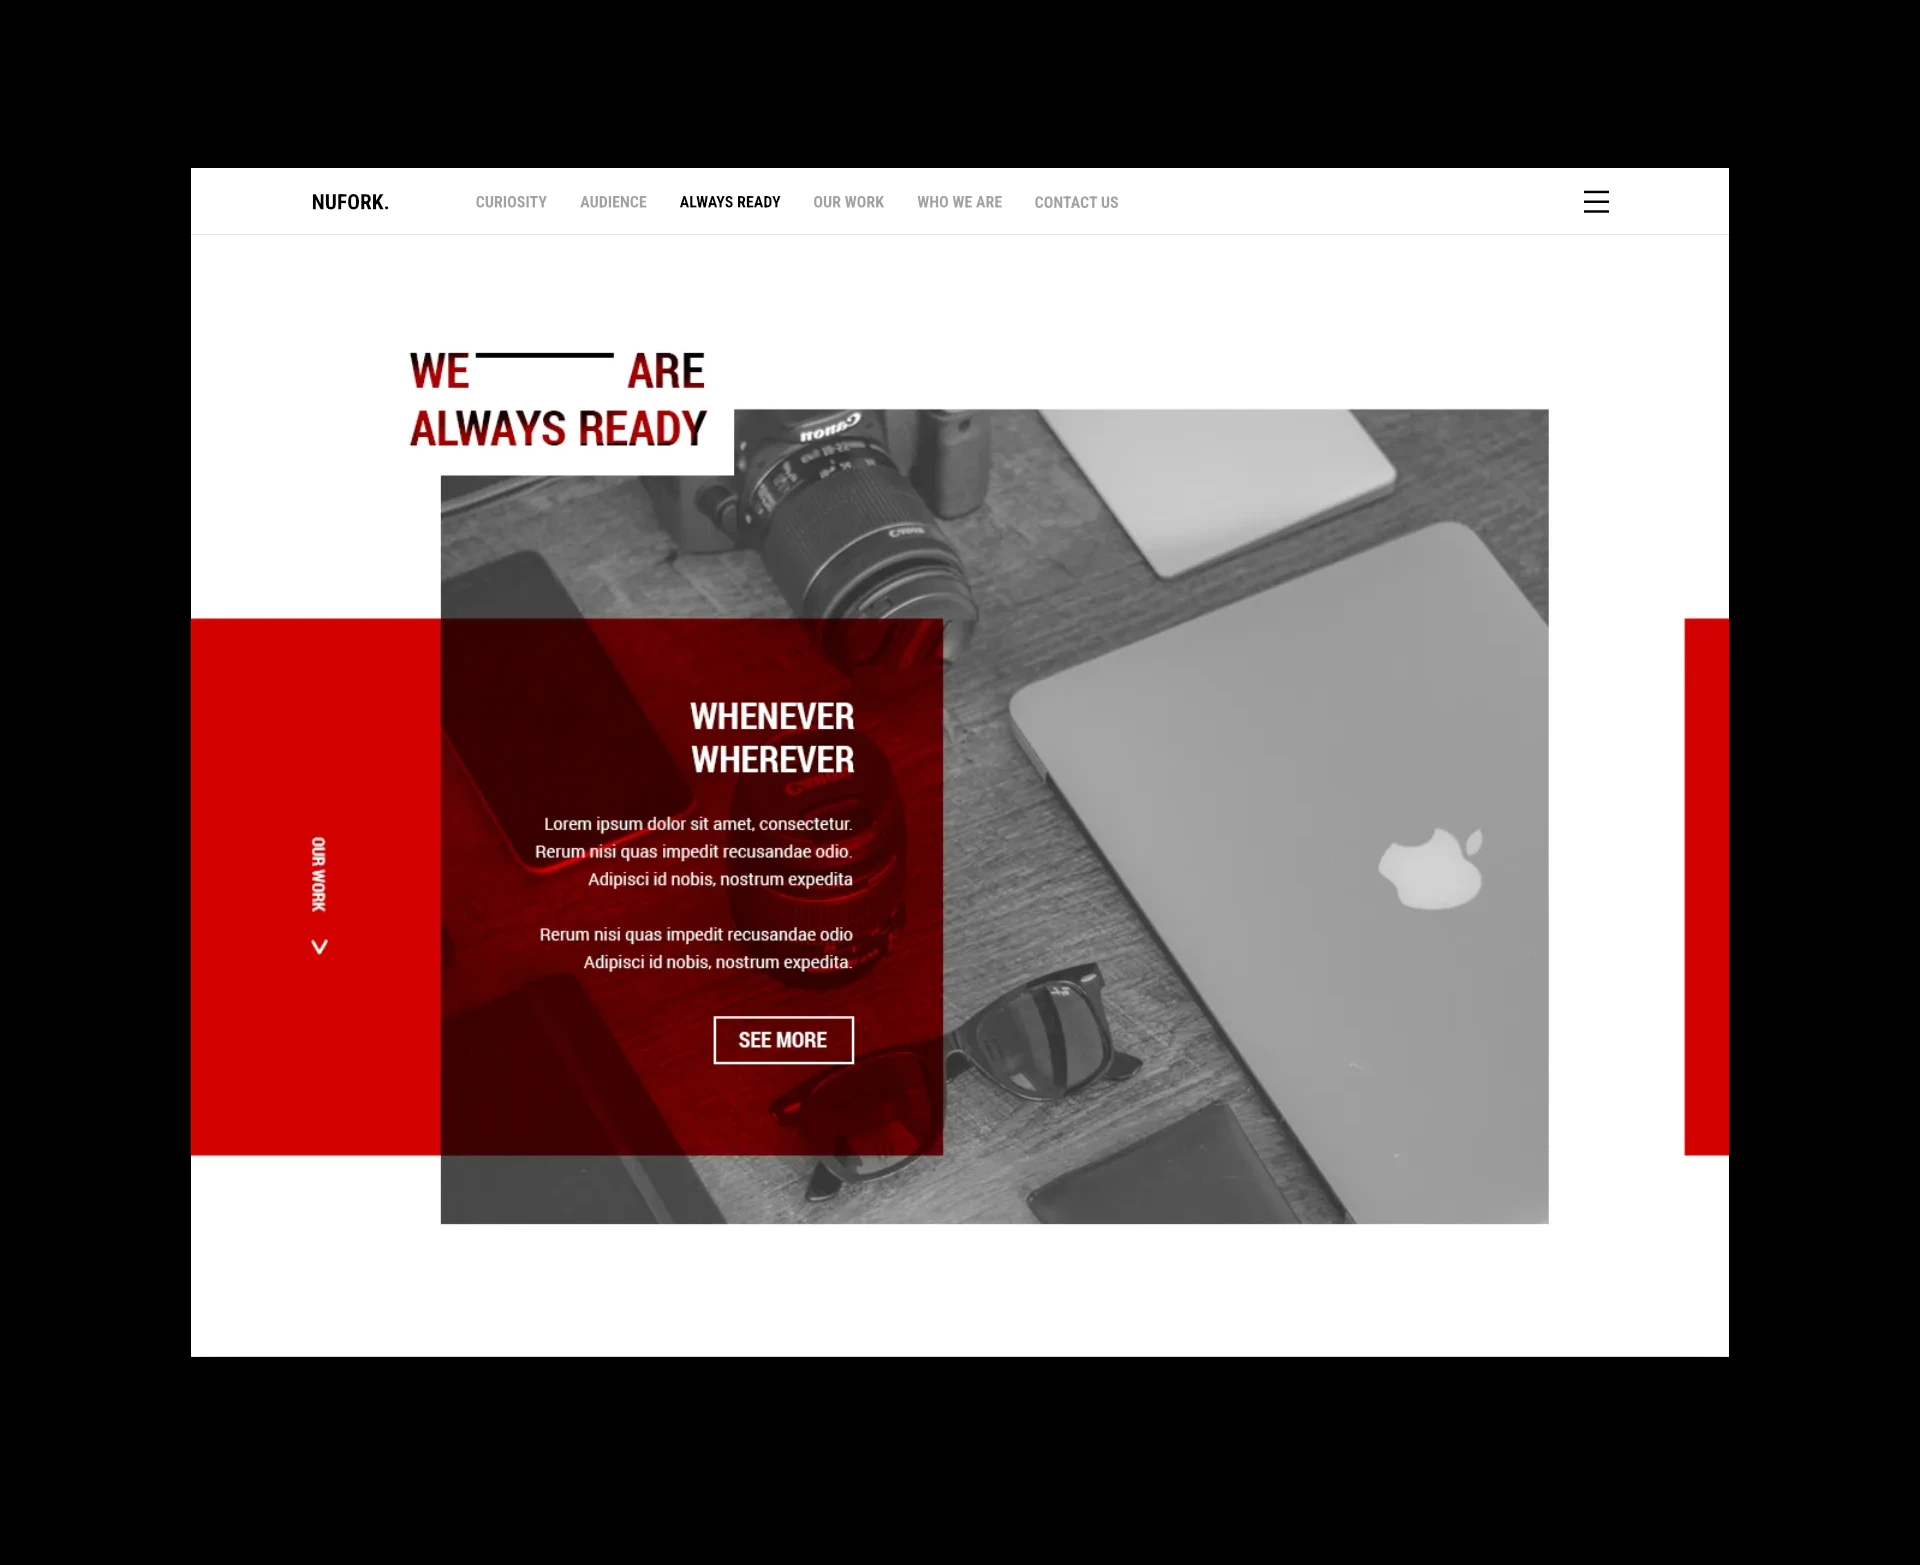 NUFORK.
CURIOSITY
AUDIENCE
ALWAYS READY
OUR WORK
WHO WE ARE
CONTACT US
WE ARE
ALWAYS READY
Canon
Canon
WHENEVER
WHEREVER
Lorem ipsum dolor sit amet, consectetur.
Rerum nisi quas impedit recusandae odio.
Adipisci id nobis, nostrum expedita
Rerum nisi quas impedit recusandae odio
Adipisci id nobis, nostrum expedita.
SEE MORE
OUR WORK